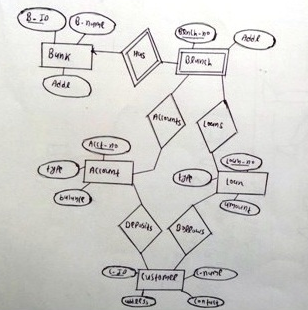 B-ID
B-name
Bank
Addr
Has
Brnch-no
Addr
Branch
Accounts
Loans
Acct-no
type
Account
balance
Loan-no
type
Loan
amount
Deposits
Borrows
C-ID
C-name
Customer
address
Contact